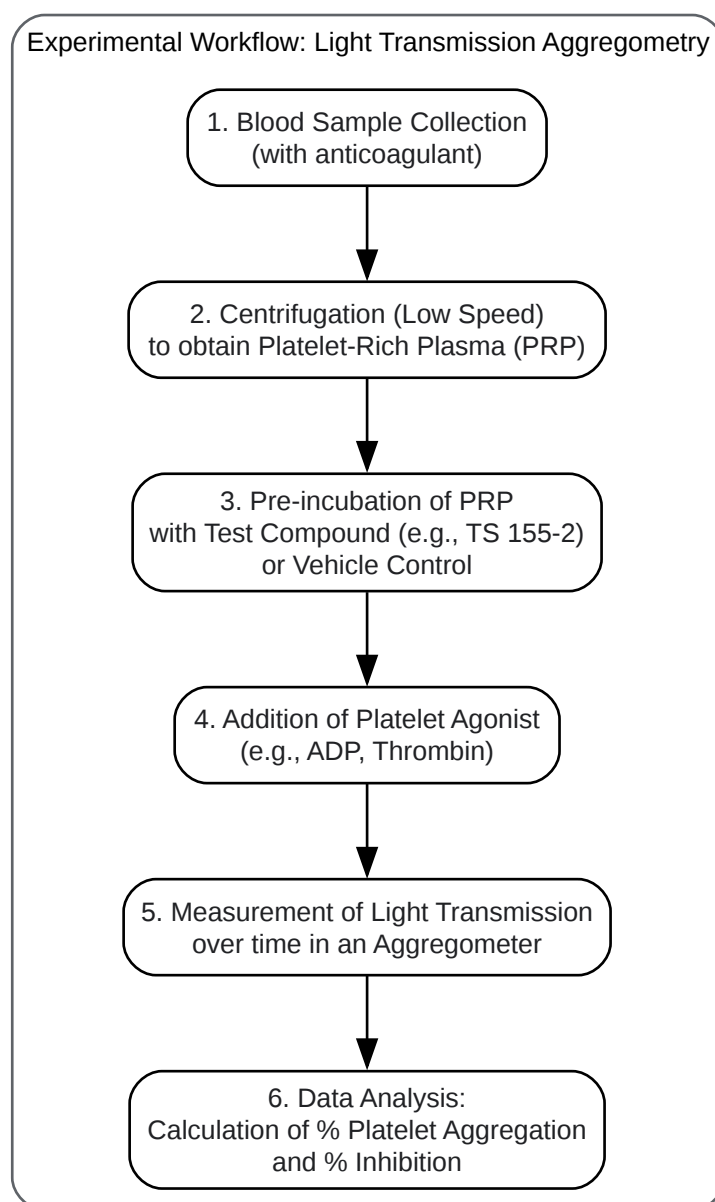 Experimental Workflow: Light Transmission Aggregometry
1. Blood Sample Collection
(with anticoagulant)
2. Centrifugation (Low Speed)
to obtain Platelet-Rich Plasma (PRP)
3. Pre-incubation of PRP
with Test Compound (e.g., TS 155-2)
or Vehicle Control
4. Addition of Platelet Agonist
(e.g., ADP, Thrombin)
5. Measurement of Light Transmission
over time in an Aggregometer
6. Data Analysis:
Calculation of % Platelet Aggregation
and % Inhibition